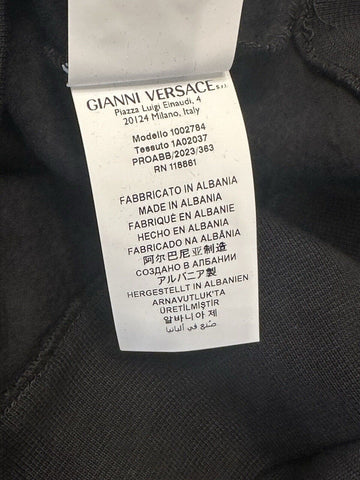 GIANNI VERSACE S.r.l.
Piazza Luigi Einaudi, 4
20124 Milano, Italy
Modello 1002784
Tessuto 1A02037
PROABB/2023/363
RN 116861
FABBRICATO IN ALBANIA
MADE IN ALBANIA
FABRIQUÉ EN ALBANIE
HECHO EN ALBANIA
FABRICADO NA ALBÂNIA
阿尔巴尼亚制造
СОЗДАНО В АЛБАНИИ
アルバニア製
HERGESTELLT IN ALBANIEN
ARNAVUTLUK'TA
ÜRETİLMİŞTİR
알바니아 제
صنع في ألبانيا